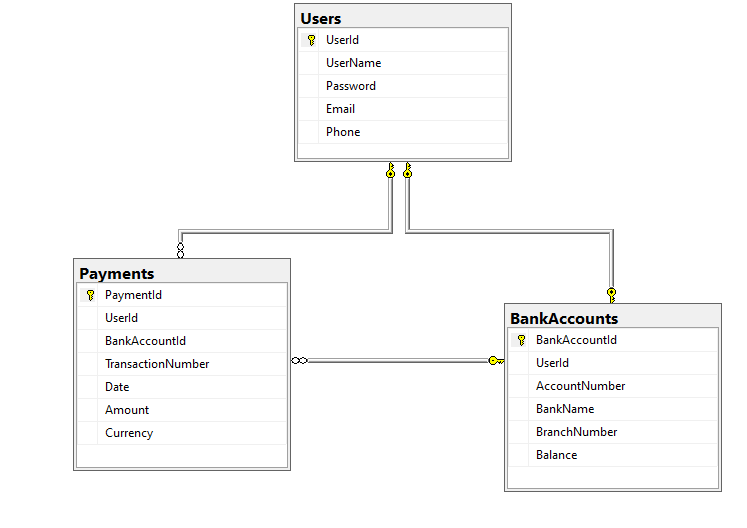 Users
UserId
UserName
Password
Email
Phone
Payments
PaymentId
UserId
BankAccountId
TransactionNumber
Date
Amount
Currency
BankAccounts
BankAccountId
UserId
AccountNumber
BankName
BranchNumber
Balance